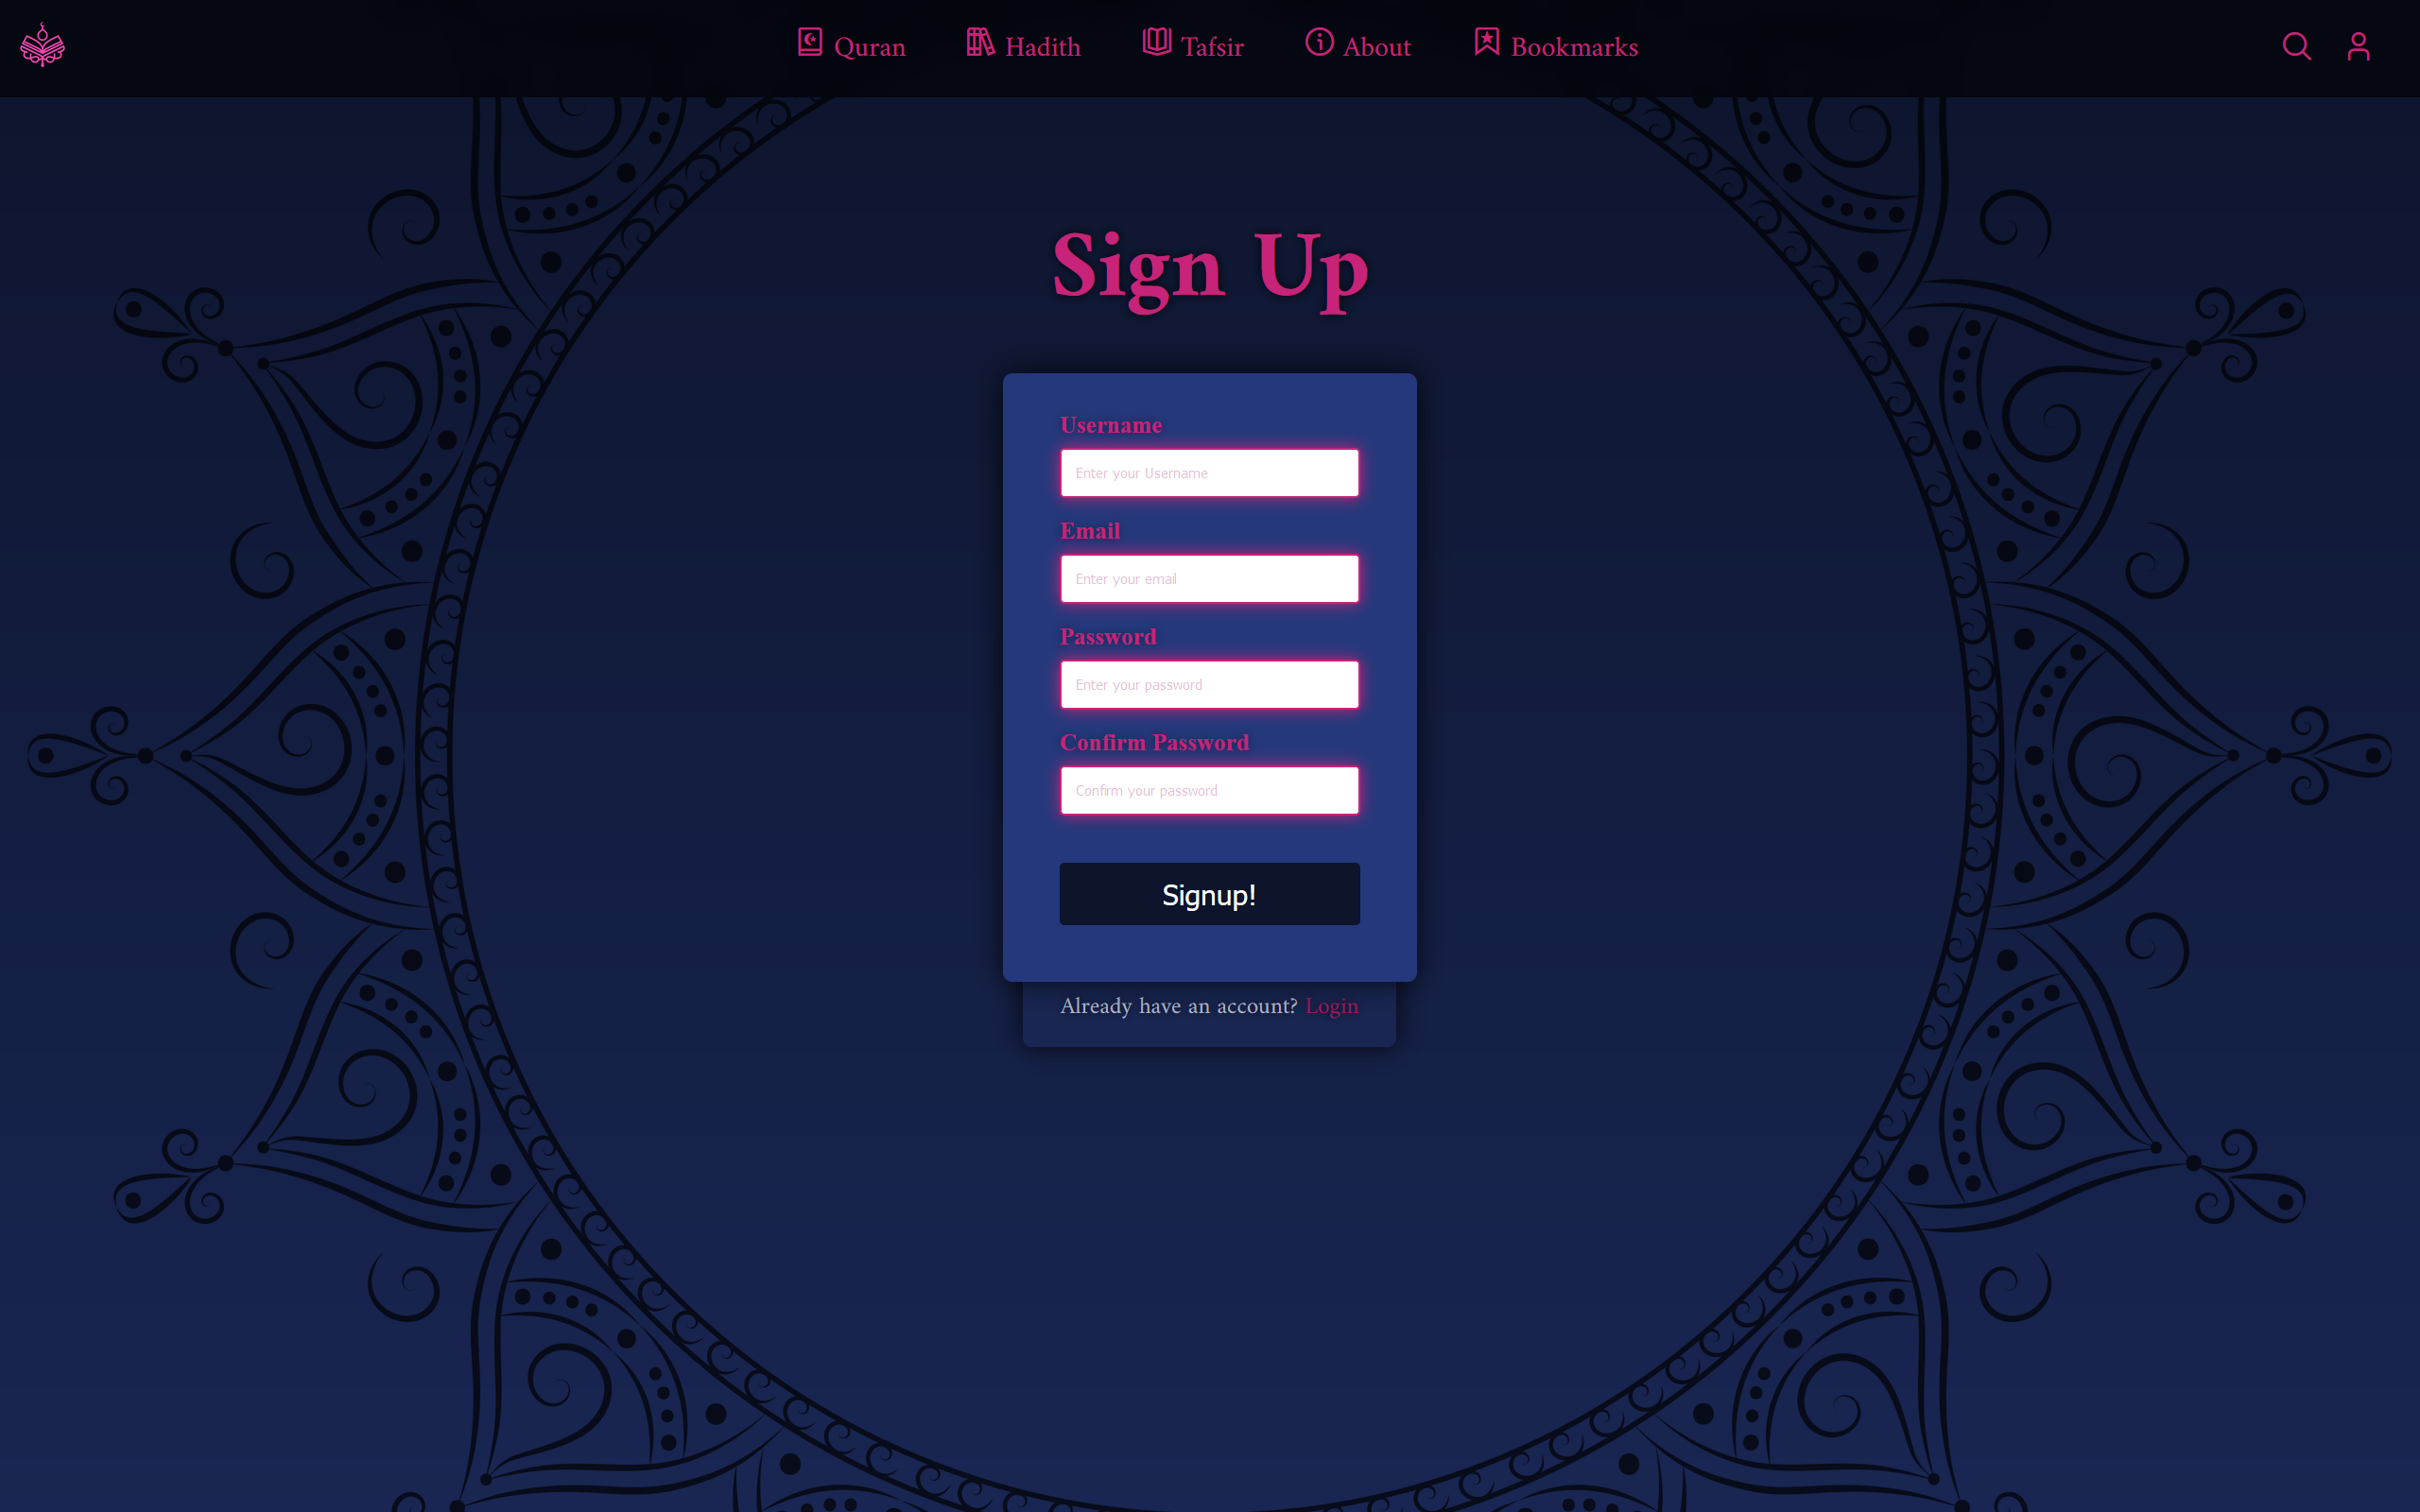 Quran Hadith Tafsir About Bookmarks
Sign Up
Username
Enter your Username
Email
Enter your email
Password
Enter your password
Confirm Password
Confirm your password
Signup!
Already have an account? Login